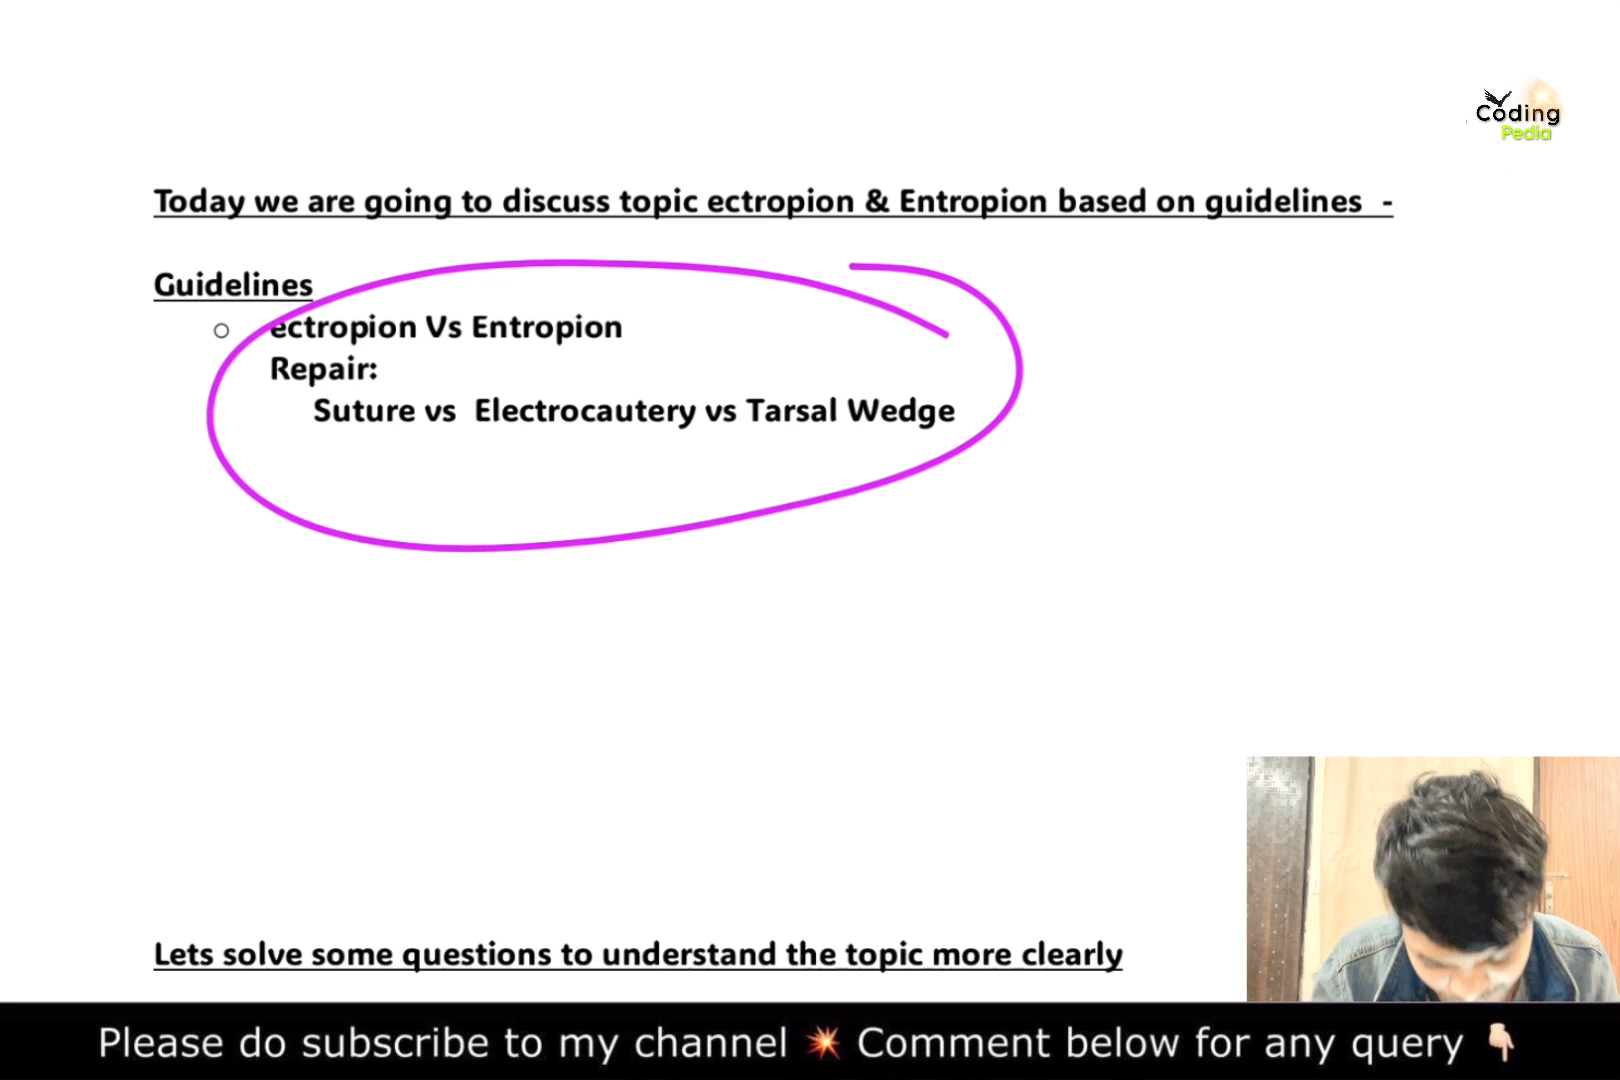 Coding
Pedia
Today we are going to discuss topic ectropion & Entropion based on guidelines -
Guidelines
ectropion Vs Entropion
Repair:
Suture vs Electrocautery vs Tarsal Wedge
Lets solve some questions to understand the topic more clearly
Please do subscribe to my channel 💥 Comment below for any query 👇🏻